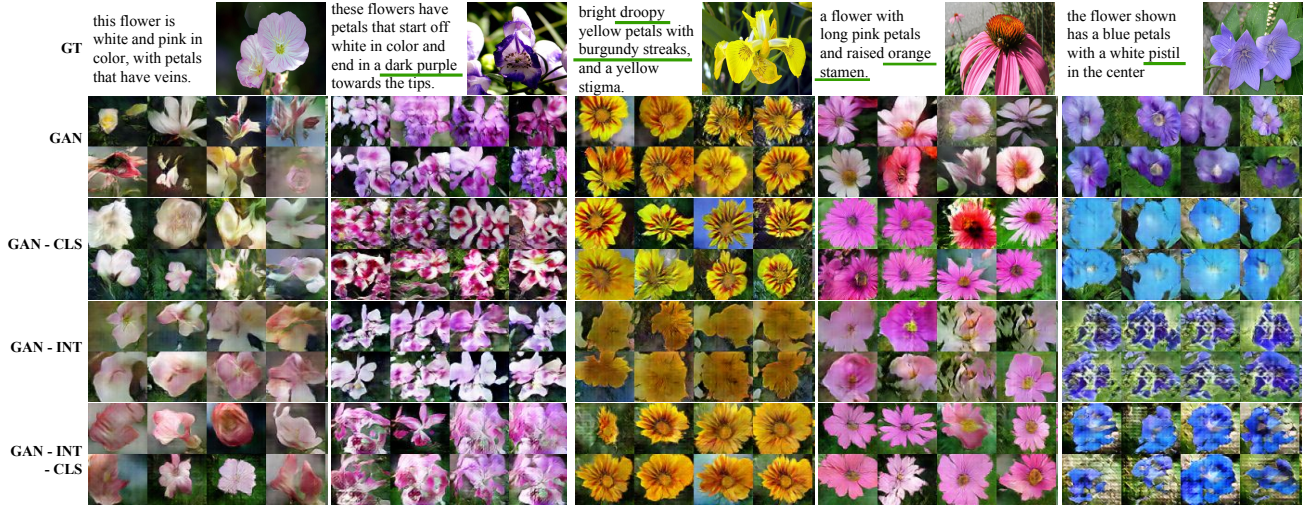 GT
this flower is
white and pink in
color, with petals
that have veins.
these flowers have
petals that start off
white in color and
end in a dark purple
towards the tips.
bright droopy
yellow petals with
burgundy streaks,
and a yellow
stigma.
a flower with
long pink petals
and raised orange
stamen.
the flower shown
has a blue petals
with a white pistil
in the center
GAN
GAN - CLS
GAN - INT
GAN - INT
- CLS